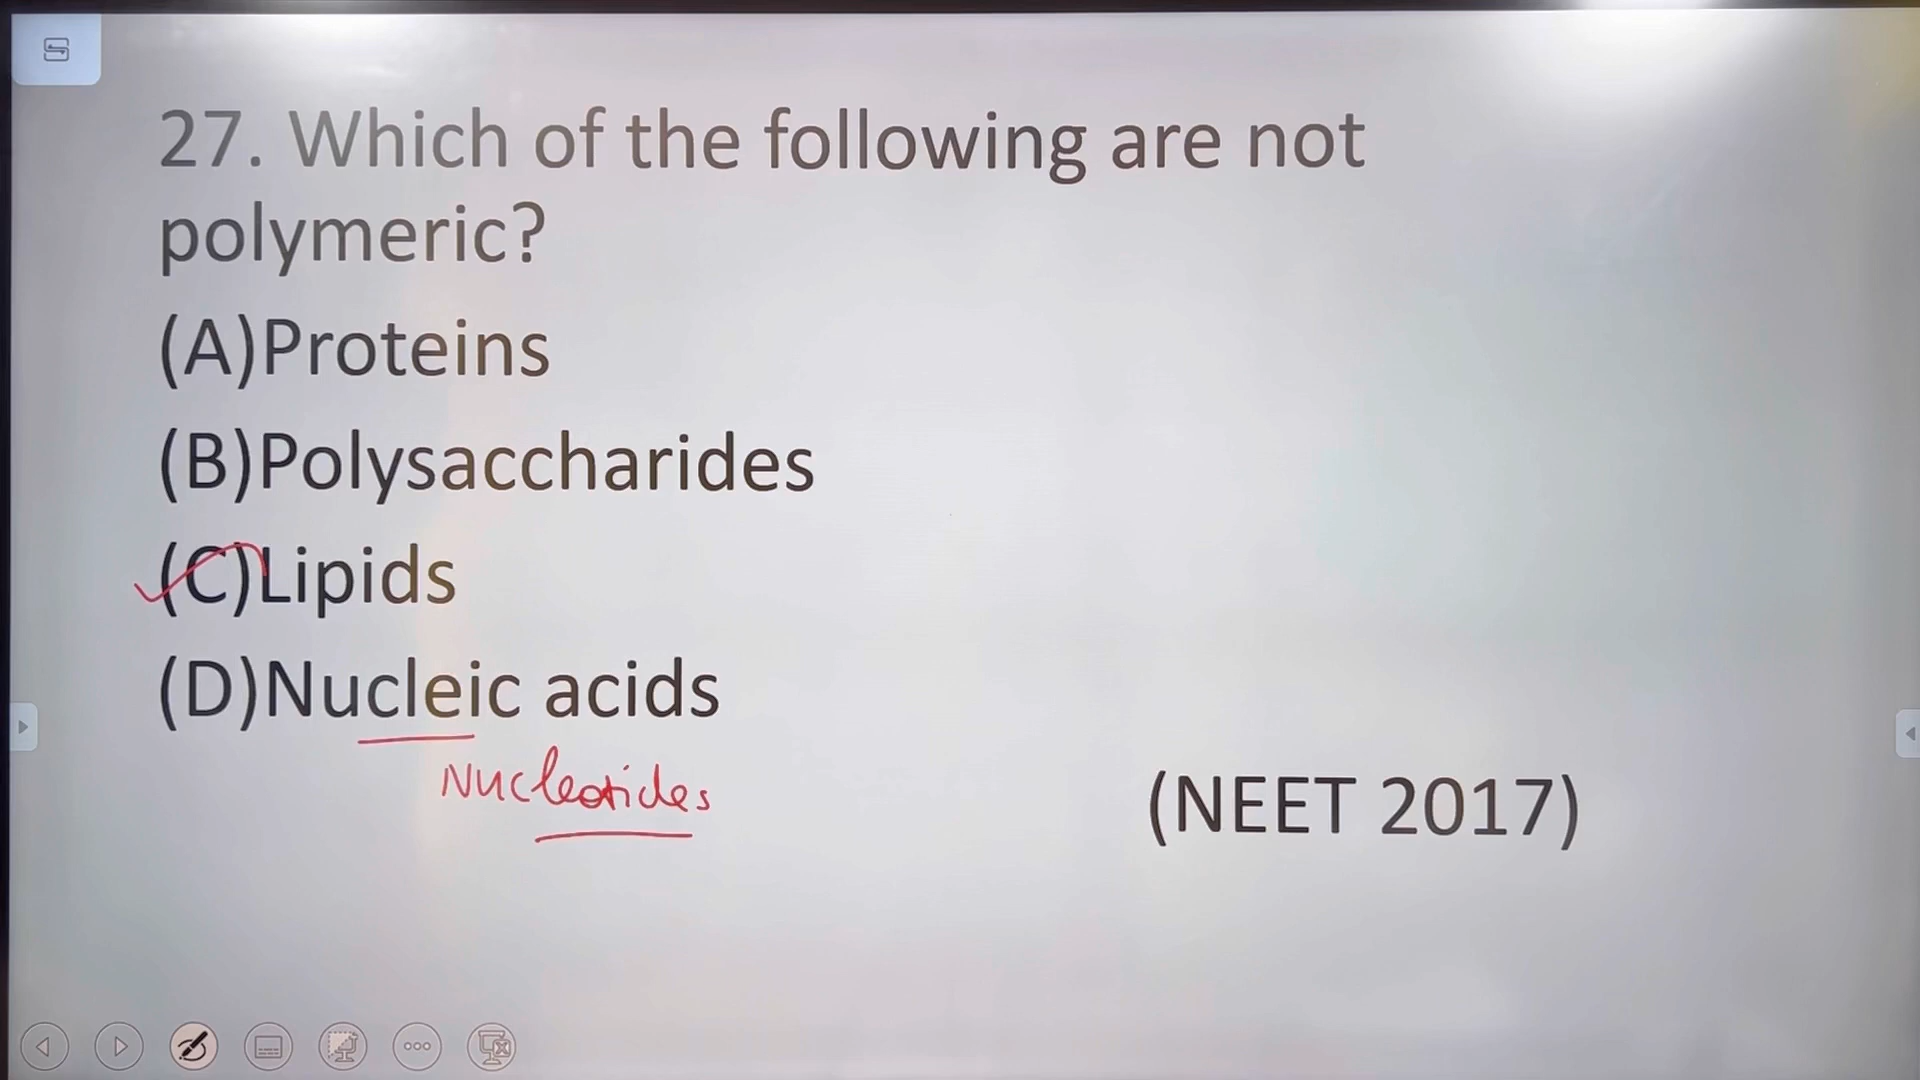 27. Which of the following are not
polymeric?
(A)Proteins
(B)Polysaccharides
(C)Lipids
(D)Nucleic acids
Nucleotides
(NEET 2017)